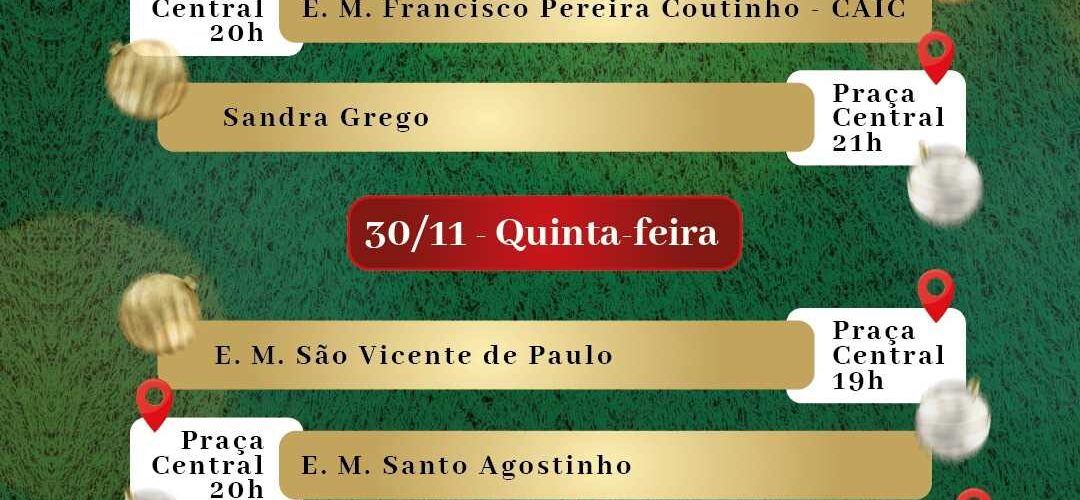 Central
20h
E. M. Francisco Pereira Coutinho - CAIC
Sandra Grego
Praça
Central
21h
30/11 - Quinta-feira
E. M. São Vicente de Paulo
Praça
Central
19h
Praça
Central
20h
E. M. Santo Agostinho